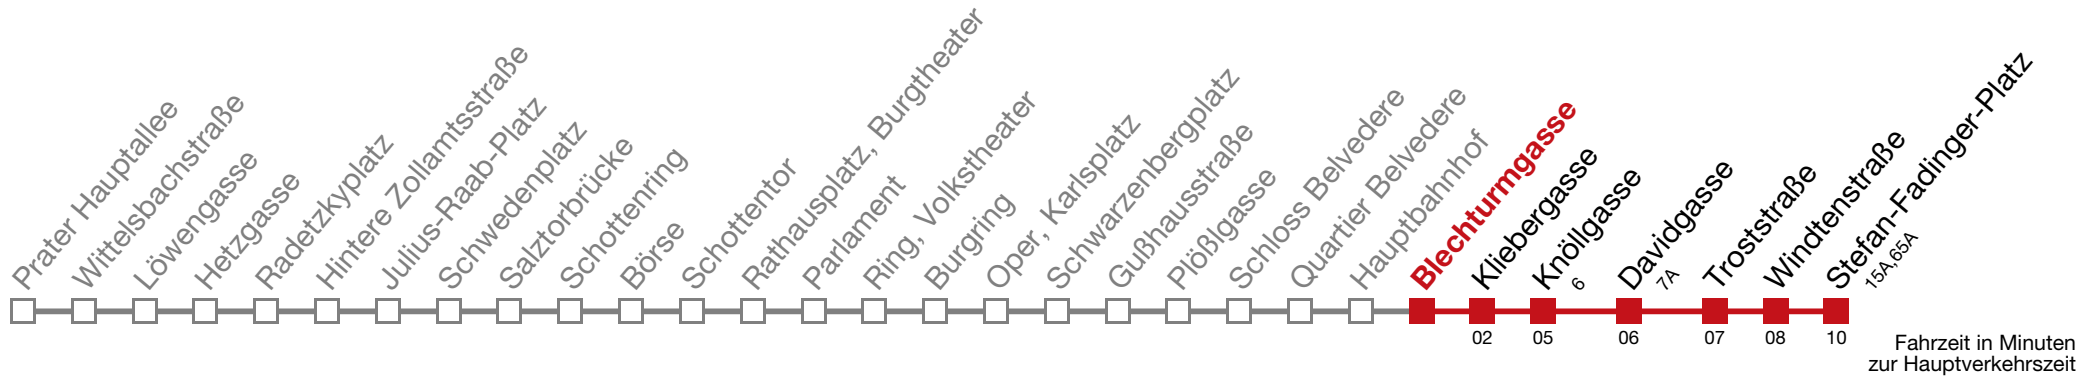 Prater Hauptallee
Wittelsbachstraße
Löwengasse
Hetzgasse
Radetzkyplatz
Hintere Zollamtsstraße
Julius-Raab-Platz
Schwedenplatz
Salztorbrücke
Schottenring
Börse
Schottentor
Rathausplatz, Burgtheater
Parlament
Ring, Volkstheater
Burgring
Oper, Karlsplatz
Schwarzenbergplatz
Gußhausstraße
Plößlgasse
Schloss Belvedere
Quartier Belvedere
Hauptbahnhof
Blechturmgasse
Kliebergasse
Knöllgasse
6
Davidgasse
7A
Troststraße
Windtenstraße
Stefan-Fadinger-Platz
15A,65A
02
05
06
07
08
10
Fahrzeit in Minuten
zur Hauptverkehrszeit